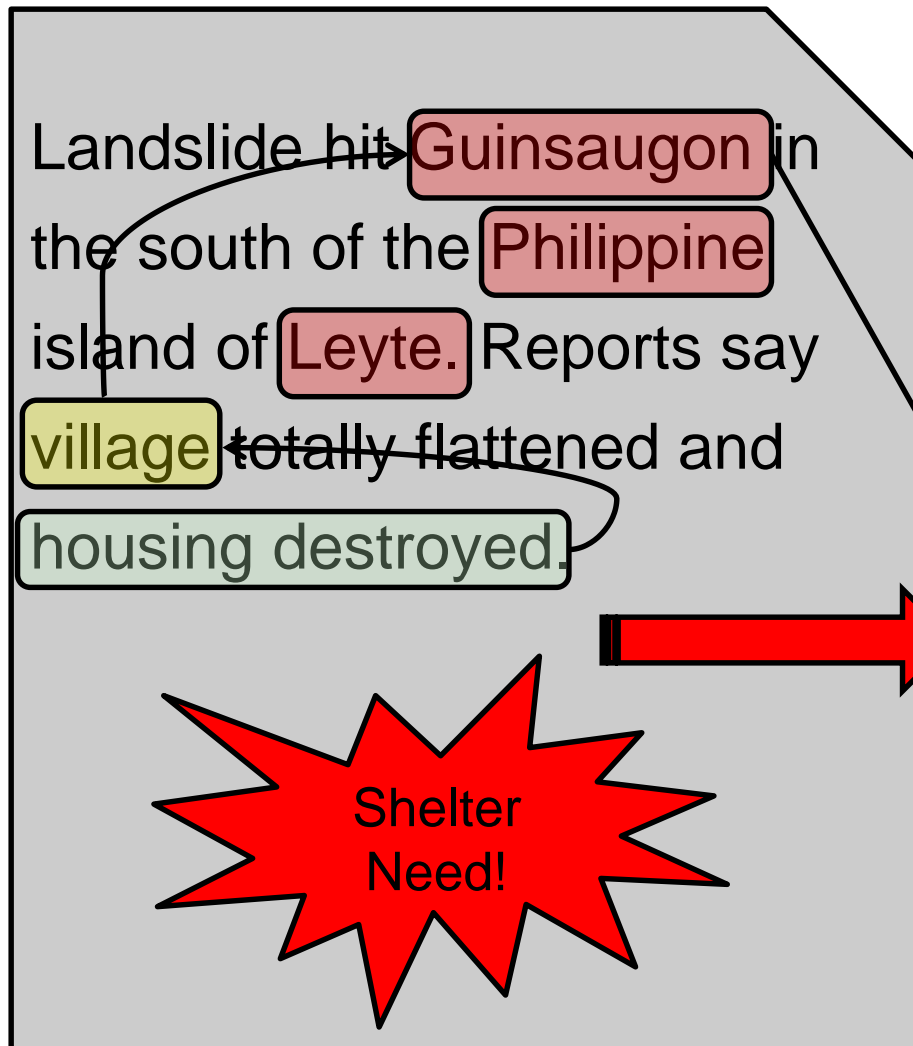 Landslide hit Guinsaugon in
the south of the Philippine
island of Leyte. Reports say
village totally flattened and
housing destroyed.
Shelter
Need!